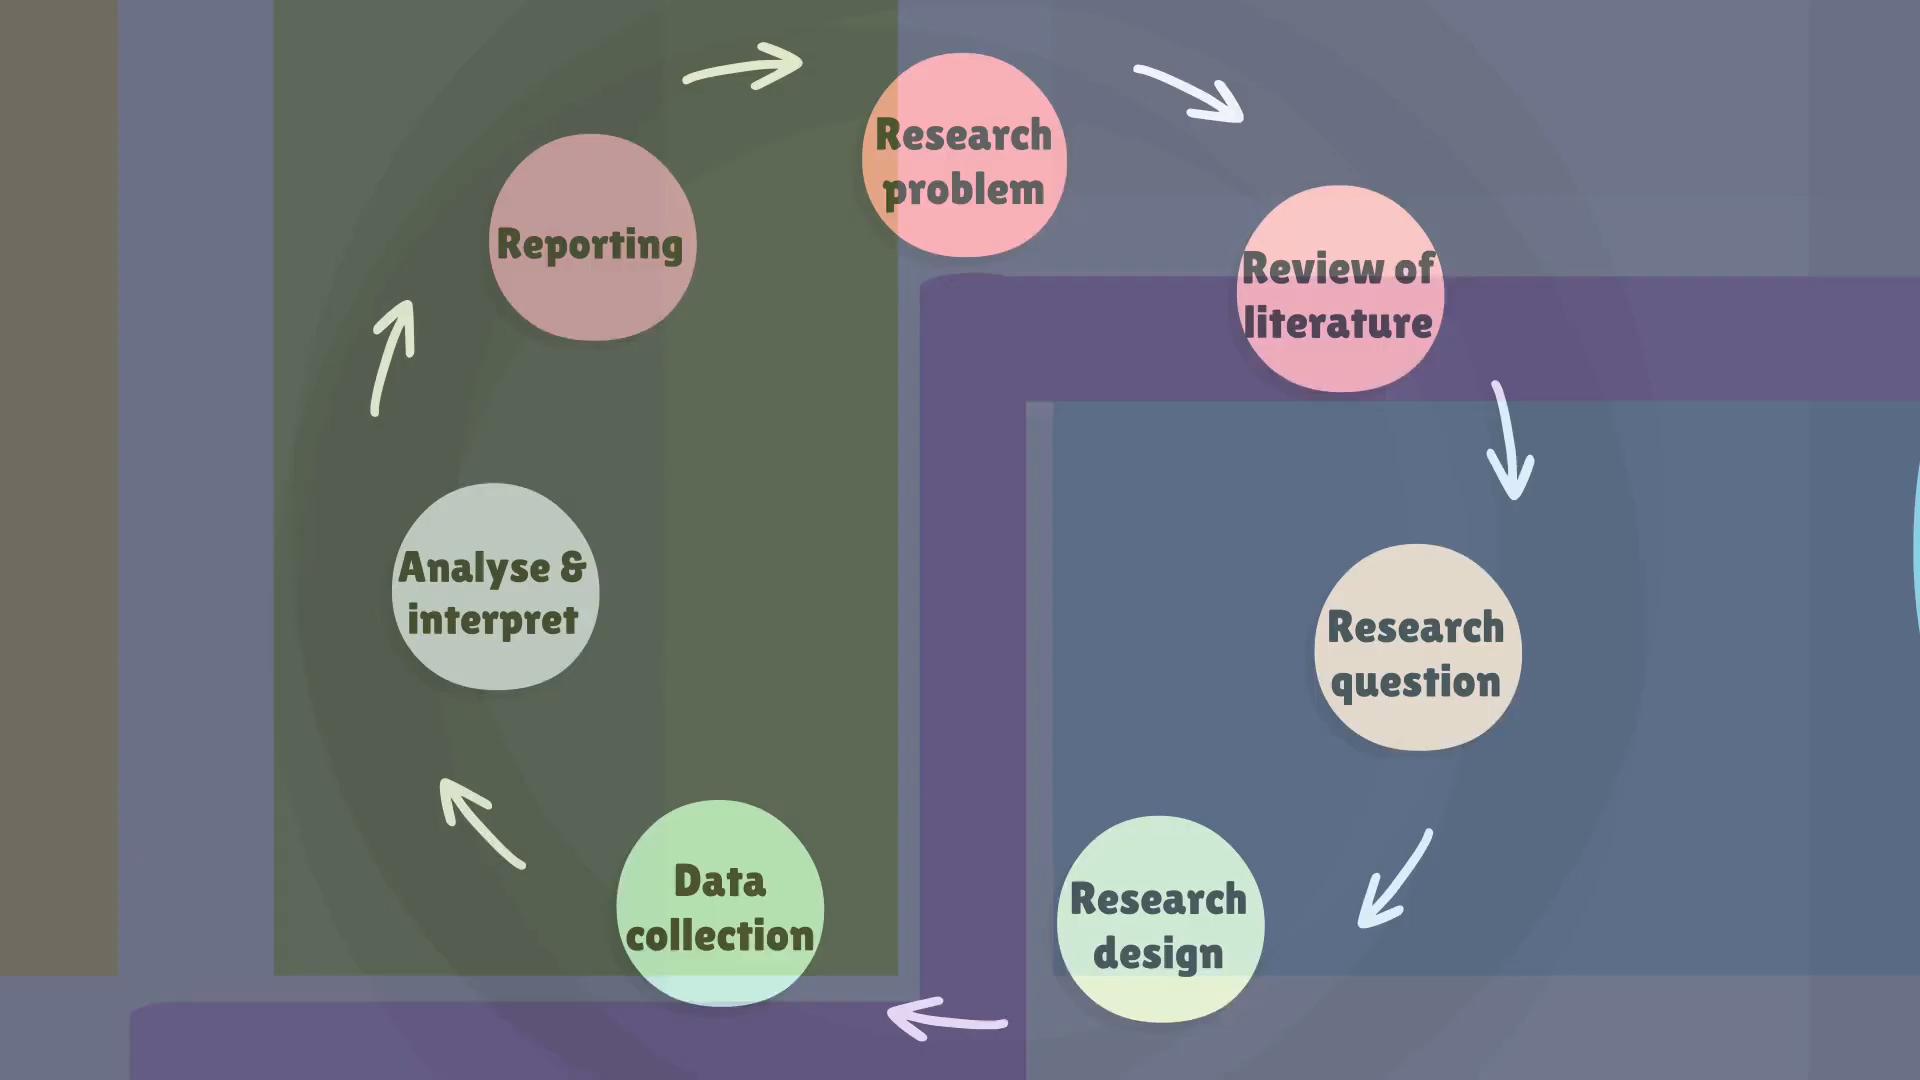 Research
problem
Review of
literature
Research
question
Research
design
Data
collection
Analyse &
interpret
Reporting